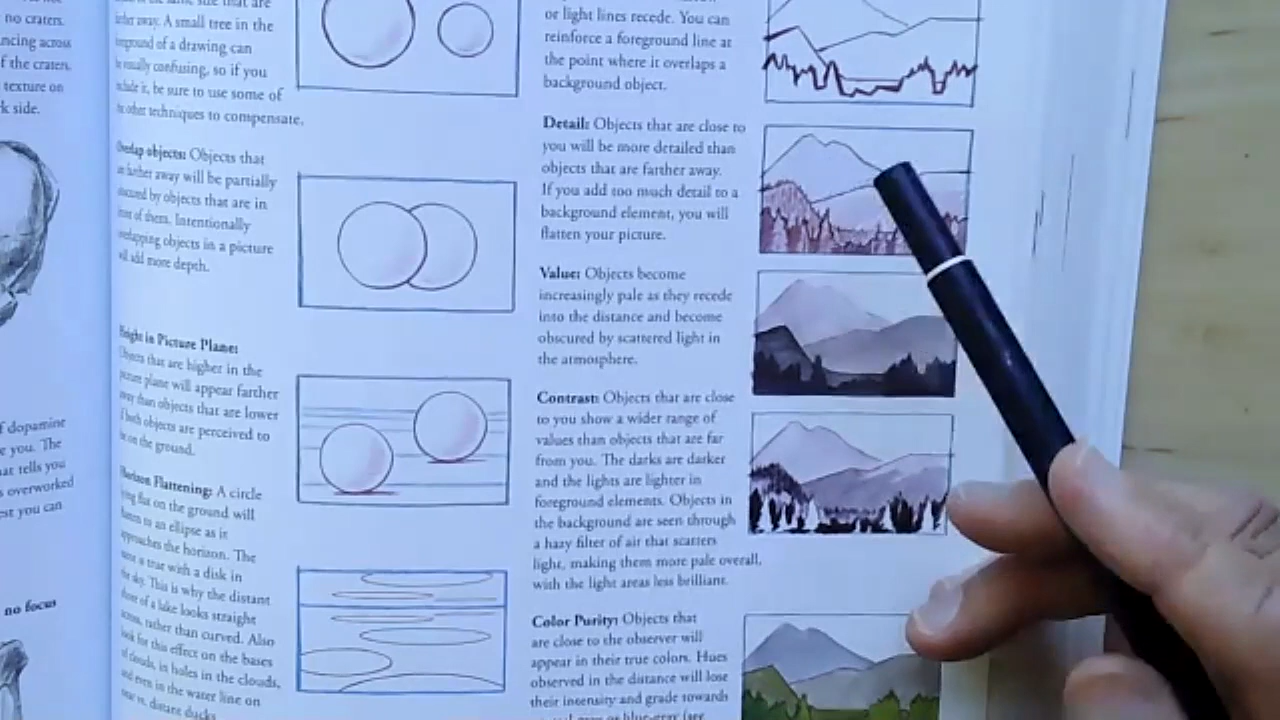 no craters.
ncing across
f the craters.
texture on
k side.
f dopamine
e you. The
hat tells you
s overworked
est you can
no focus
away. A small tree in the
of a drawing can
visually confusing, so if you
include it, be sure to use some of
the other techniques to compensate.
Overlap objects: Objects that
farther away will be partially
obscured by objects that are in
front of them. Intentionally
overlapping objects in a picture
will add more depth.
Height in Picture Plane:
Objects that are higher in the
picture plane will appear farther
away than objects that are lower
if both objects are perceived to
be on the ground.
Horizon Flattening: A circle
lying flat on the ground will
flatten to an ellipse as it
approaches the horizon. The
same is true with a disk in
the sky. This is why the distant
shore of a lake looks straight
across, rather than curved. Also
look for this effect on the bases
of clouds, in holes in the clouds,
and even in the water line on
near vs. distant ducks
or light lines recede. You can
reinforce a foreground line at
the point where it overlaps a
background object.
Detail: Objects that are close to
you will be more detailed than
objects that are farther away.
If you add too much detail to a
background element, you will
flatten your picture.
Value: Objects become
increasingly pale as they recede
into the distance and become
obscured by scattered light in
the atmosphere.
Contrast: Objects that are close
to you show a wider range of
values than objects that are far
from you. The darks are darker
and the lights are lighter in
foreground elements. Objects in
the background are seen through
a hazy filter of air that scatters
light, making them more pale overall,
with the light areas less brilliant.
Color Purity: Objects that
are close to the observer will
appear in their true colors. Hues
observed in the distance will lose
their intensity and grade towards
gray or blue-gray (see